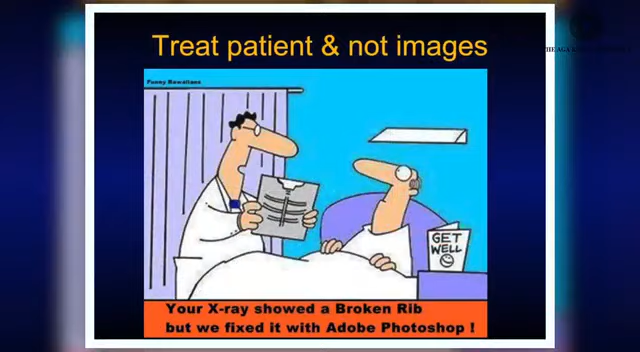 Treat patient & not images
Funny Bawaliaas
GET
WELL
Your X-ray showed a Broken Rib
but we fixed it with Adobe Photoshop !